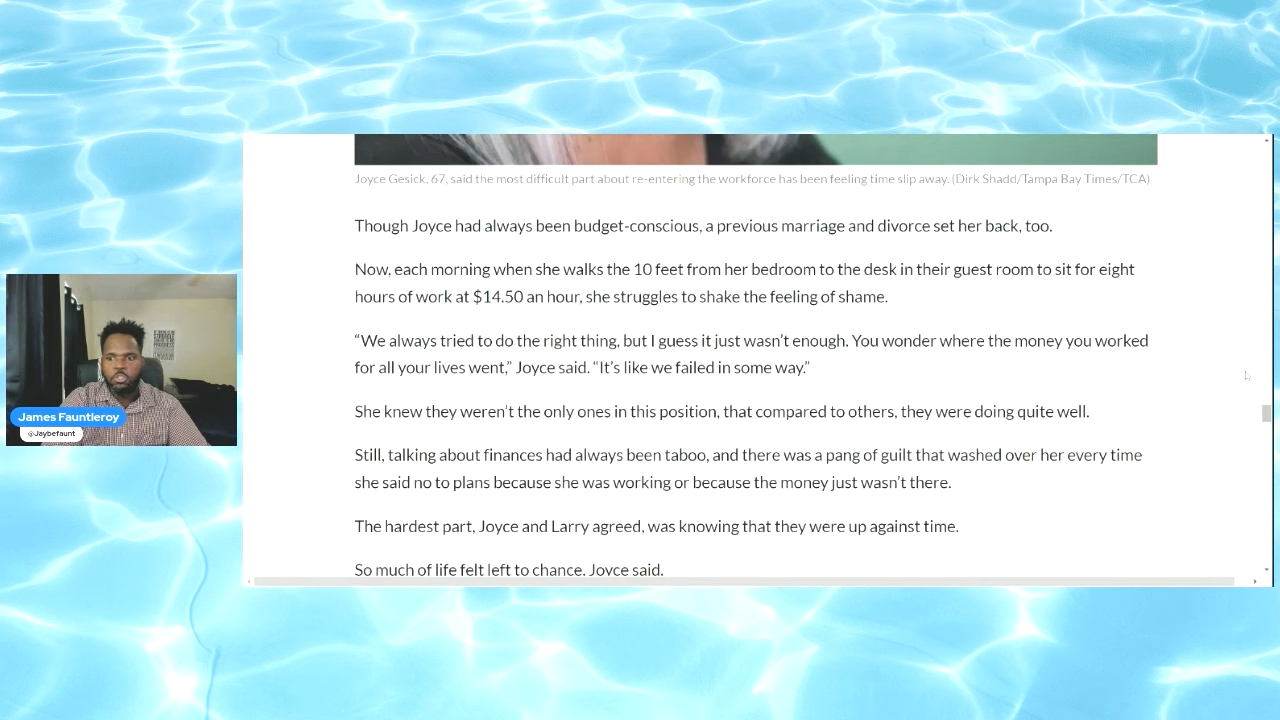 Joyce Gesick, 67, said the most difficult part about re-entering the workforce has been feeling time slip away. (Dirk Shadd/Tampa Bay Times/TCA)
Though Joyce had always been budget-conscious, a previous marriage and divorce set her back, too.
Now, each morning when she walks the 10 feet from her bedroom to the desk in their guest room to sit for eight
hours of work at $14.50 an hour, she struggles to shake the feeling of shame.
“We always tried to do the right thing, but I guess it just wasn’t enough. You wonder where the money you worked
for all your lives went,” Joyce said. “It’s like we failed in some way.”
She knew they weren’t the only ones in this position, that compared to others, they were doing quite well.
Still, talking about finances had always been taboo, and there was a pang of guilt that washed over her every time
she said no to plans because she was working or because the money just wasn’t there.
The hardest part, Joyce and Larry agreed, was knowing that they were up against time.
So much of life felt left to chance. Joyce said.
James Fauntleroy
@Jaybefaunt